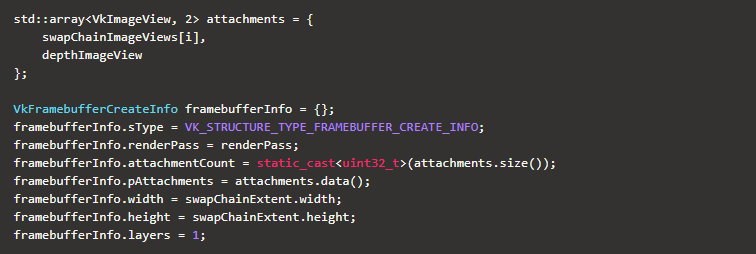 std::array<VkImageView, 2> attachments = {
    swapChainImageViews[i],
    depthImageView
};

VkFramebufferCreateInfo framebufferInfo = {};
framebufferInfo.sType = VK_STRUCTURE_TYPE_FRAMEBUFFER_CREATE_INFO;
framebufferInfo.renderPass = renderPass;
framebufferInfo.attachmentCount = static_cast<uint32_t>(attachments.size());
framebufferInfo.pAttachments = attachments.data();
framebufferInfo.width = swapChainExtent.width;
framebufferInfo.height = swapChainExtent.height;
framebufferInfo.layers = 1;